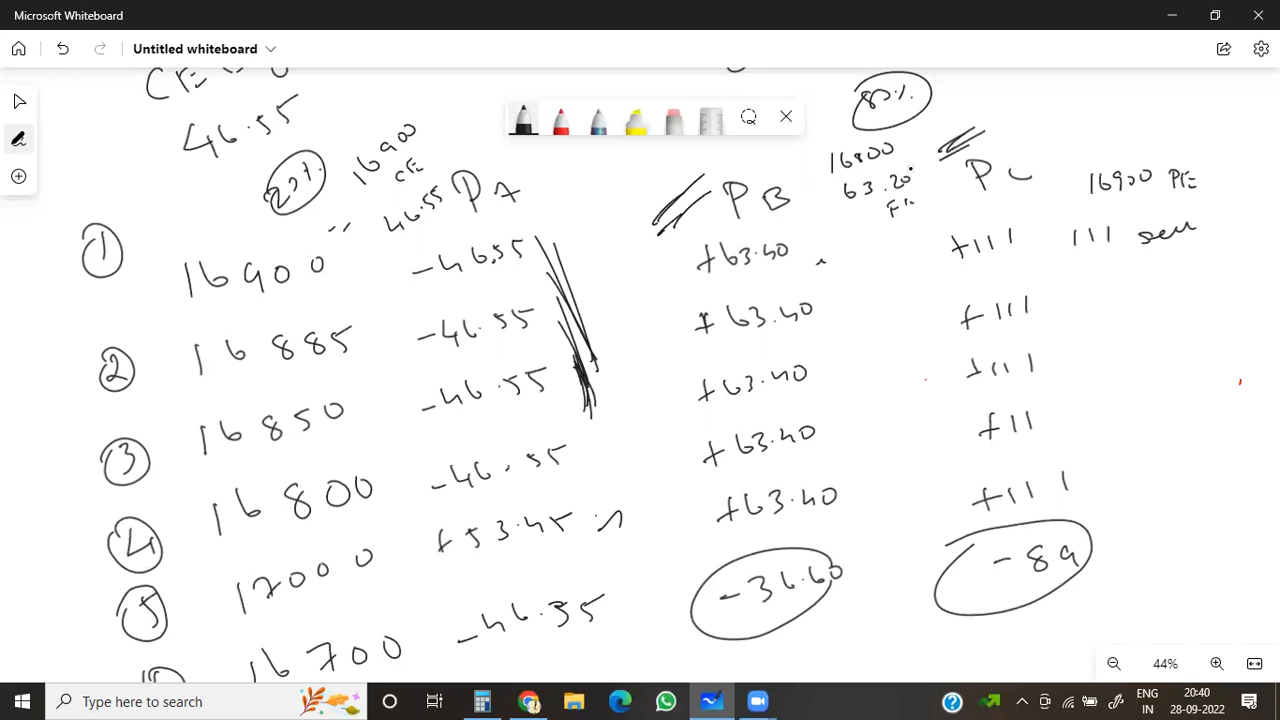 Microsoft Whiteboard
Untitled whiteboard
46.55
20%
16900
CE
46.55
PA
PB
80%
16800
63.20
PC
16900 PE
111 sell
① 16900 -46.55 +63.40 +111
② 16885 -46.55 +63.40 +111
③ 16850 -46.55 +63.40 +111
④ 16800 -46.55 +63.40 +11
⑤ 17000 +53.45 +63.40 +111
16700 -46.35 -36.60 -89
44%
Type here to search
ENG
IN
20:40
28-09-2022